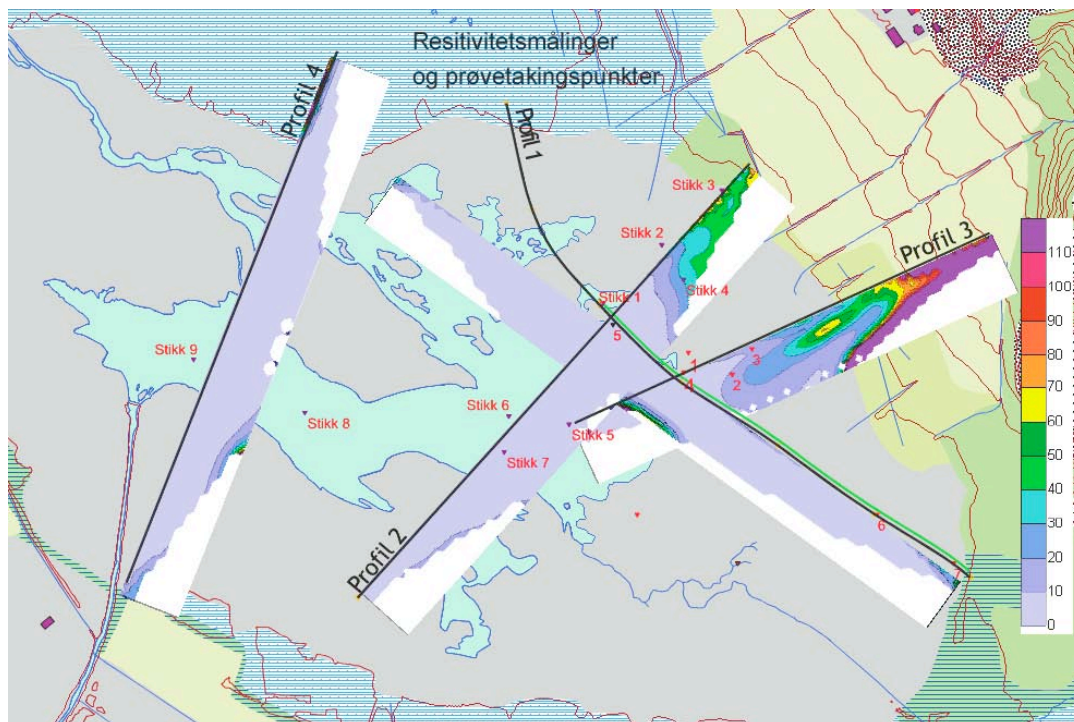 Resitivitetsmålinger
og prøvetakingspunkter
Profil 4
Profil 1
Stikk 3
Stikk 2
Profil 3
Stikk 4
Stikk 1
5
1
3
4
2
Stikk 9
Stikk 8
Stikk 6
Stikk 5
Stikk 7
6
Profil 2
110
100
90
80
70
60
50
40
30
20
10
0